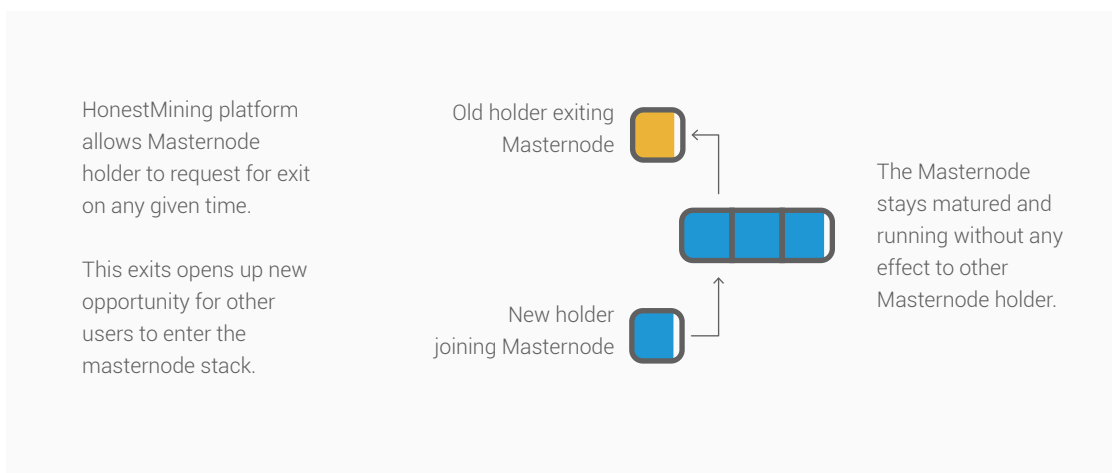 HonestMining platform
allows Masternode
holder to request for exit
on any given time.
This exits opens up new
opportunity for other
users to enter the
masternode stack.
Old holder exiting
Masternode
New holder
joining Masternode
The Masternode
stays matured and
running without any
effect to other
Masternode holder.